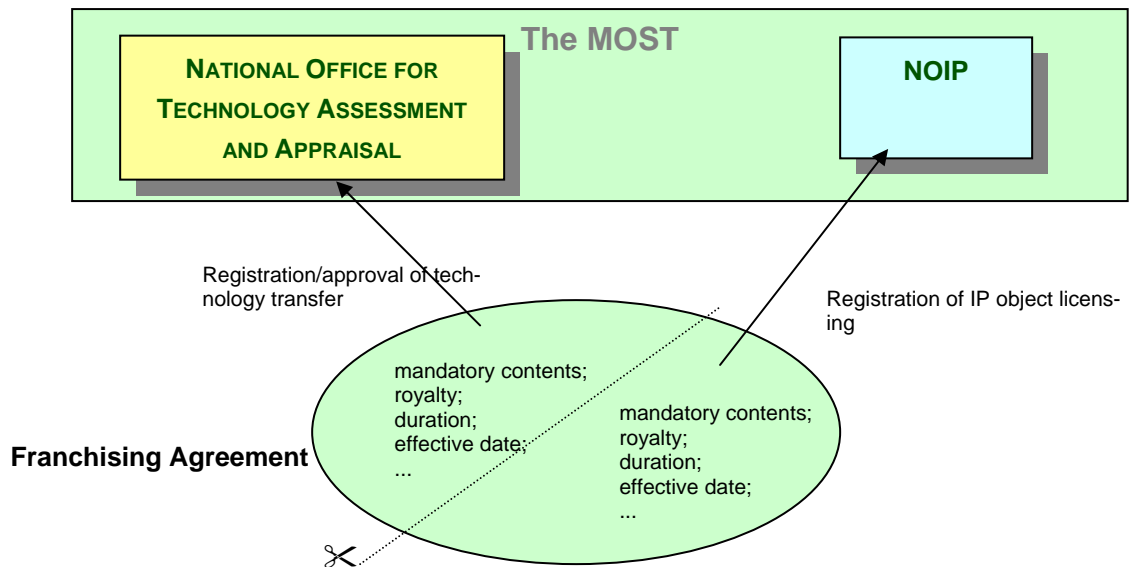 The MOST
NATIONAL OFFICE FOR
TECHNOLOGY ASSESSMENT
AND APPRAISAL
NOIP
Registration/approval of tech-
nology transfer
Registration of IP object licens-
ing
mandatory contents;
royalty;
duration;
effective date;
...
mandatory contents;
royalty;
duration;
effective date;
...
Franchising Agreement